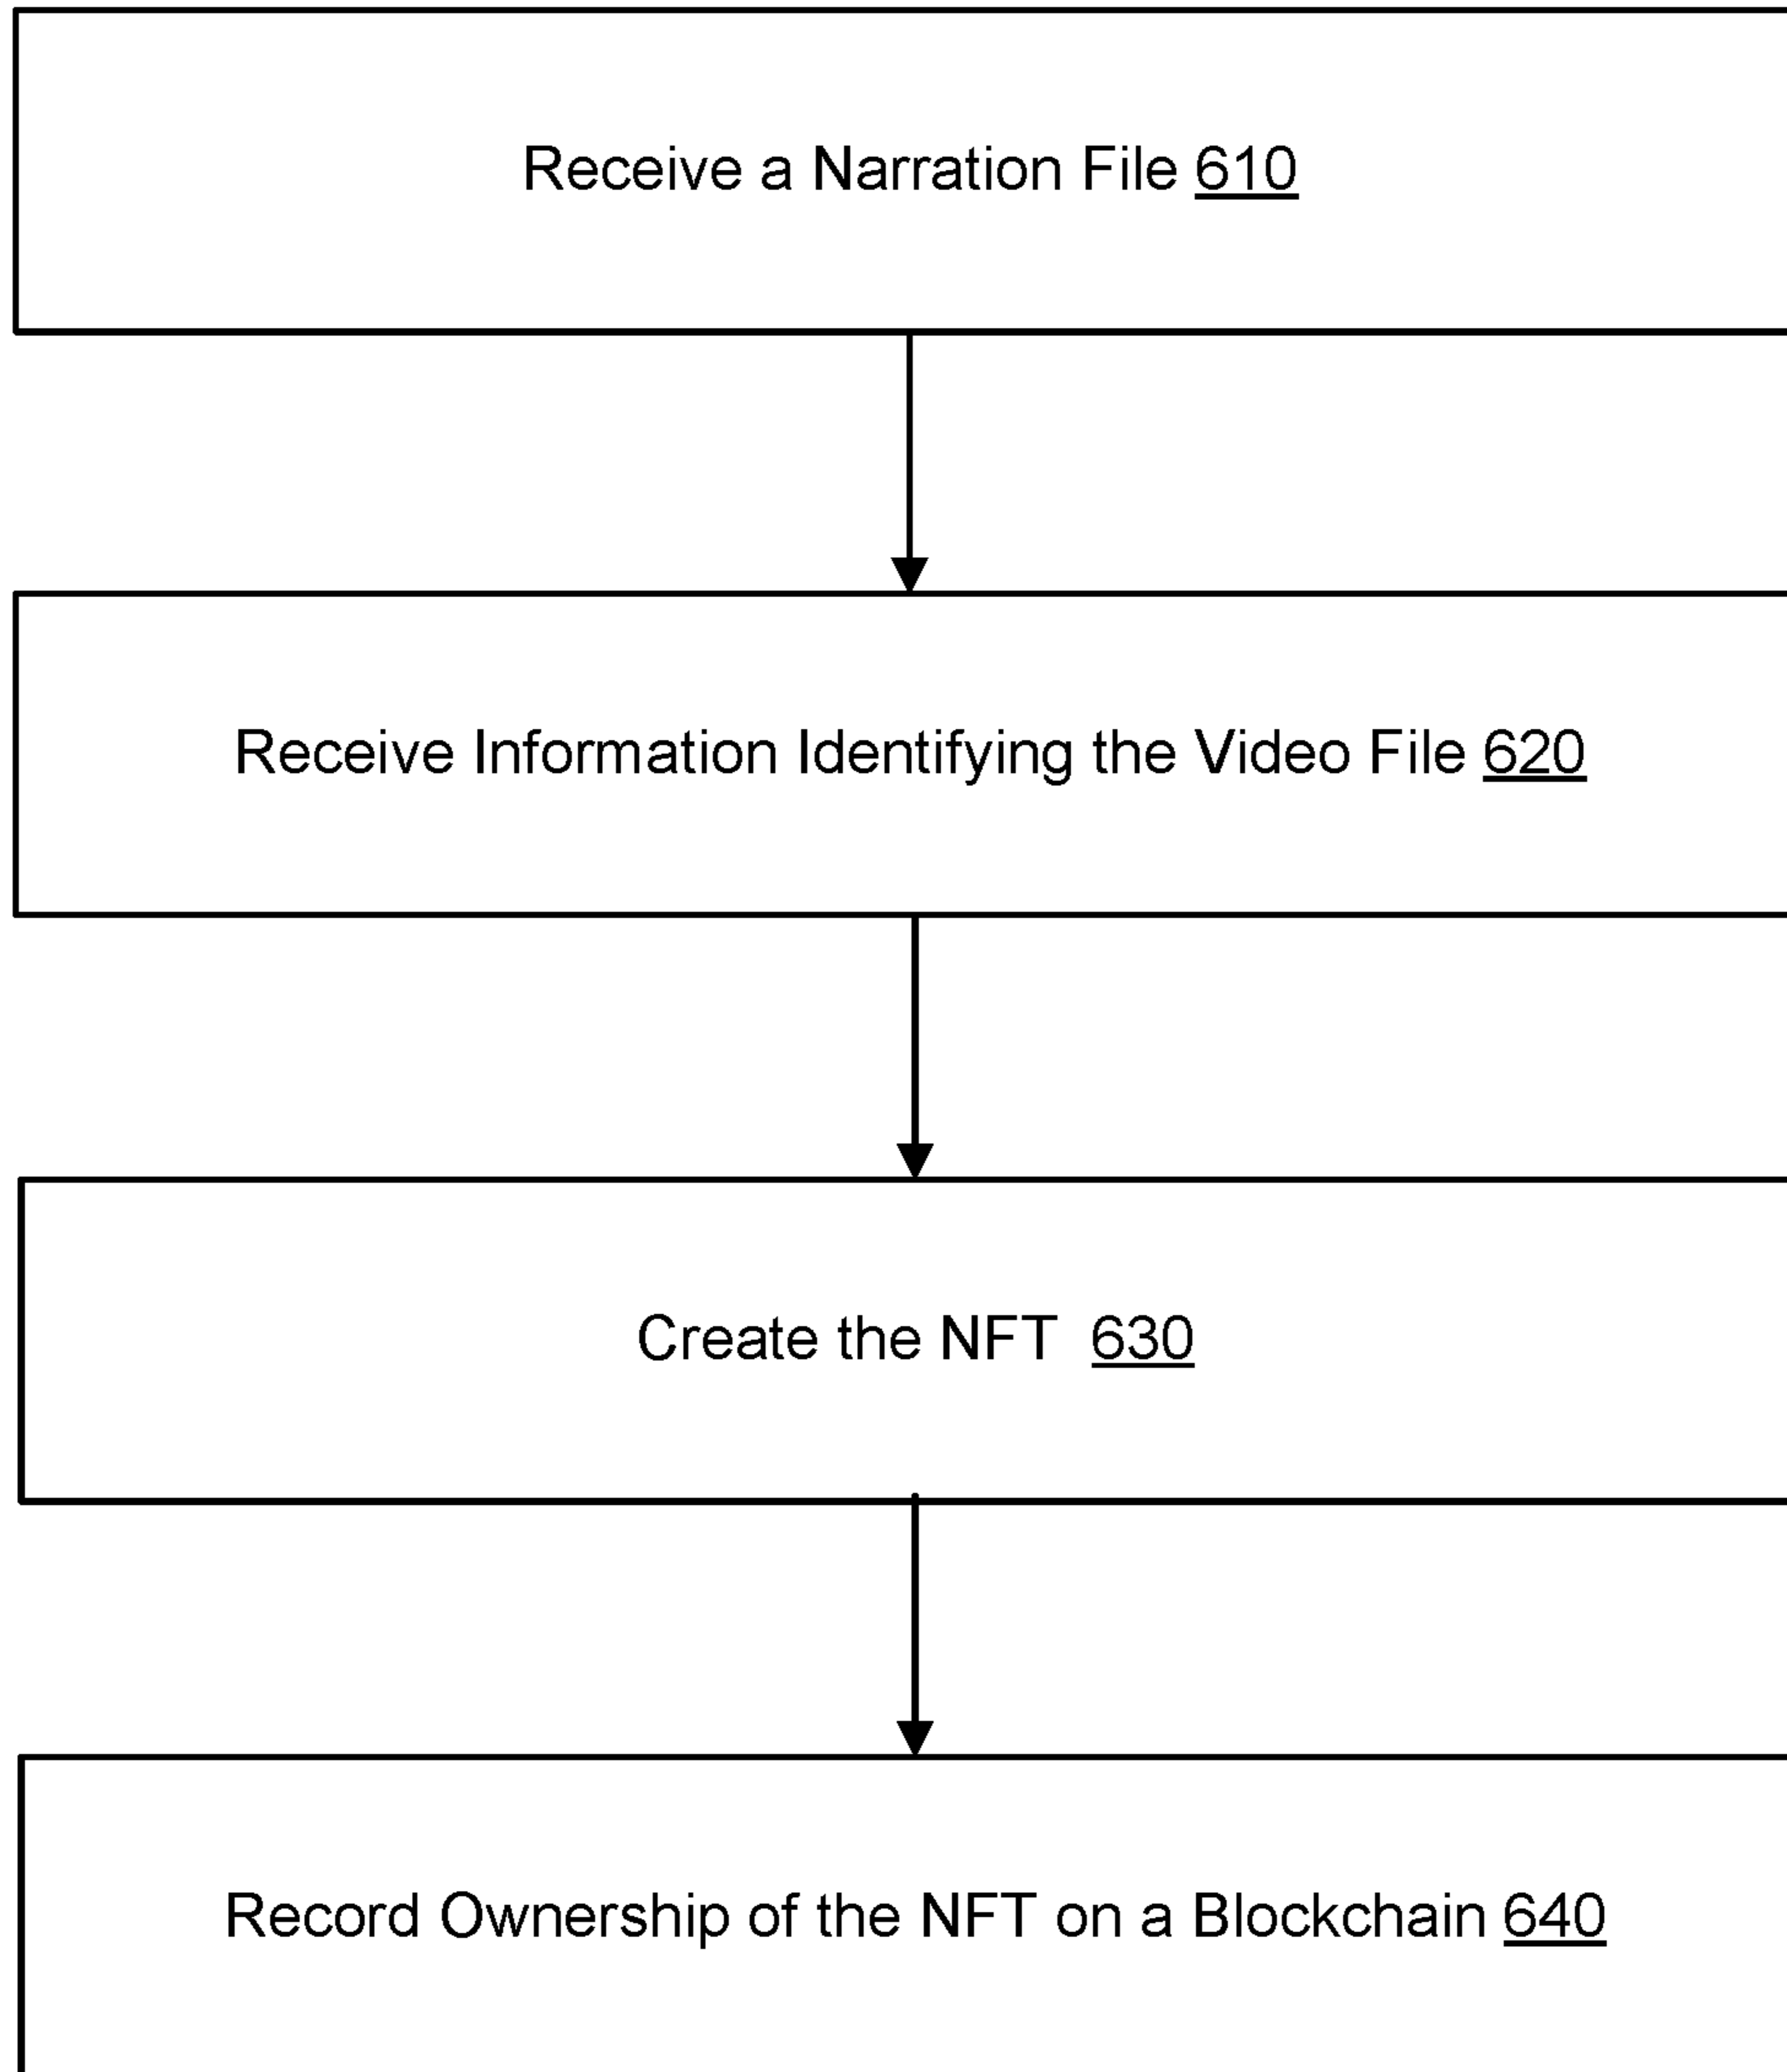 Receive a Narration File 610
Receive Information Identifying the Video File 620
Create the NFT 630
Record Ownership of the NFT on a Blockchain 640